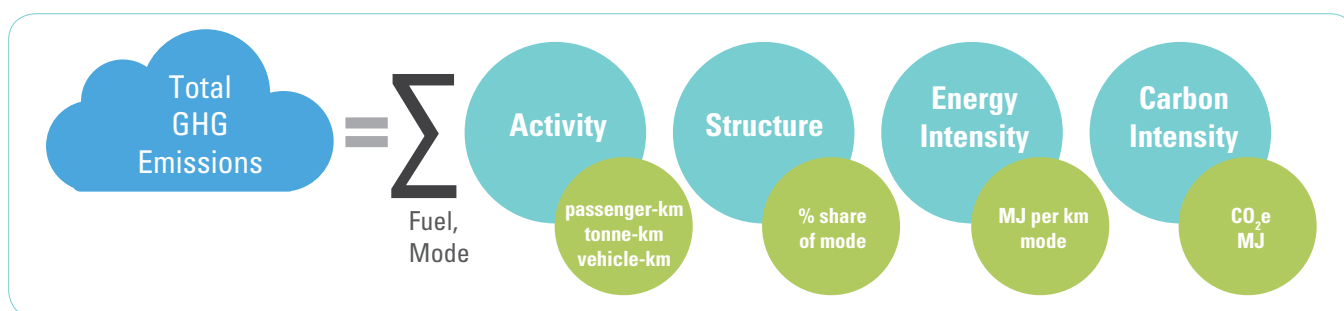 Total
GHG
Emissions
=
∑
Fuel,
Mode
Activity
passenger-km
tonne-km
vehicle-km
Structure
% share
of mode
Energy
Intensity
MJ per km
mode
Carbon
Intensity
CO₂e
MJ